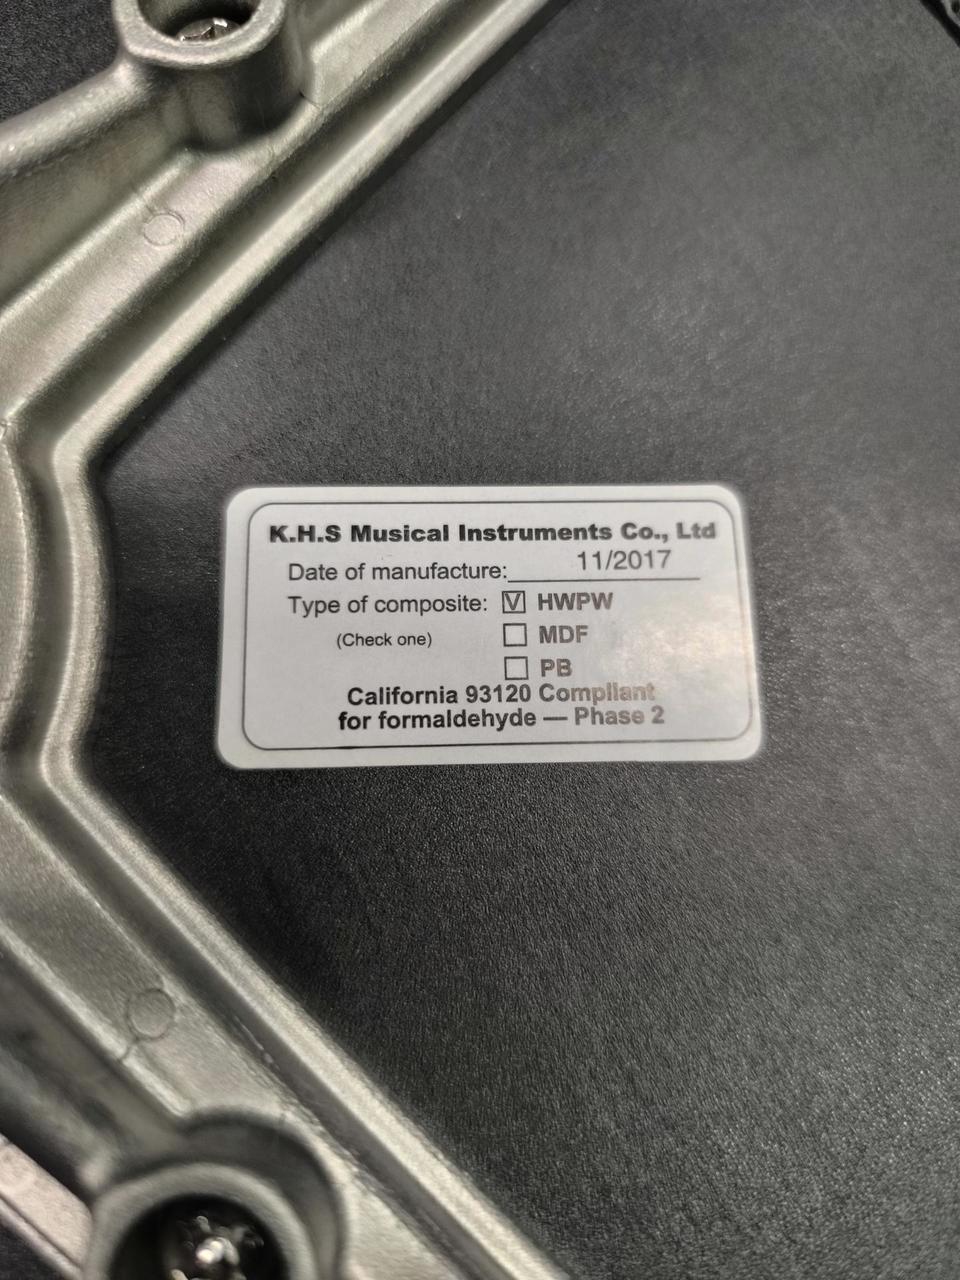 K.H.S Musical Instruments Co., Ltd
Date of manufacture: 11/2017
Type of composite: ☑ HWPW
(Check one) ☐ MDF
☐ PB
California 93120 Compliant
for formaldehyde — Phase 2